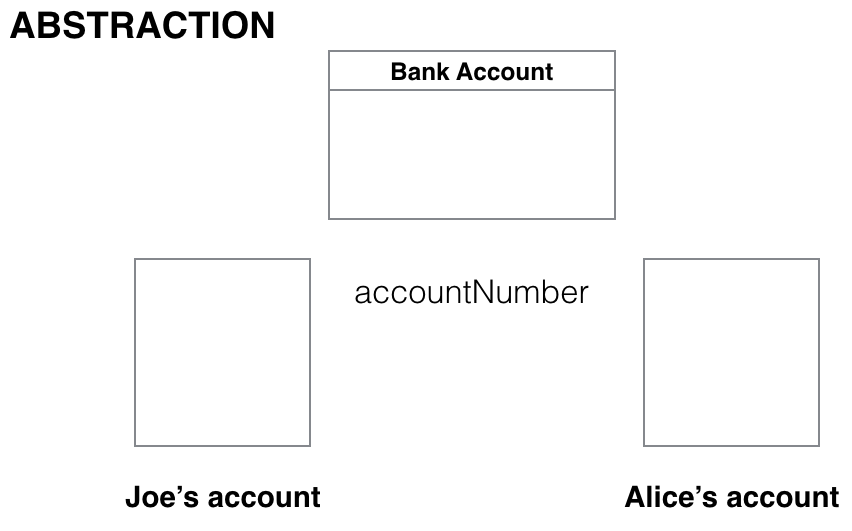 ABSTRACTION
Bank Account
accountNumber
Joe’s account
Alice’s account